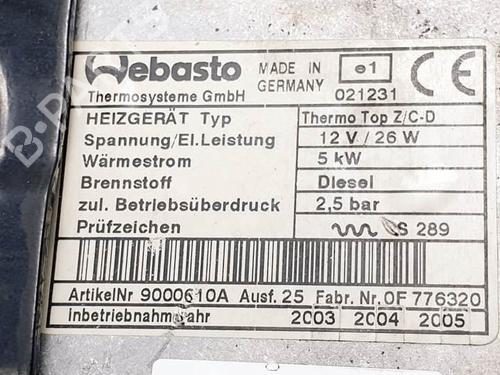 Webasto MADE IN GERMANY e1 021231 CE
Thermosysteme GmbH
HEIZGERÄT Typ Thermo Top Z/C-D
Spannung/El.Leistung 12 V / 26 W
Wärmestrom 5 kW
Brennstoff Diesel
zul. Betriebsüberdruck 2,5 bar
Prüfzeichen S 289
ArtikelNr 9000610A Ausf. 25 Fabr. Nr. 0F 776320
Inbetriebnahmejahr 2003 2004 2005
B-PARTS